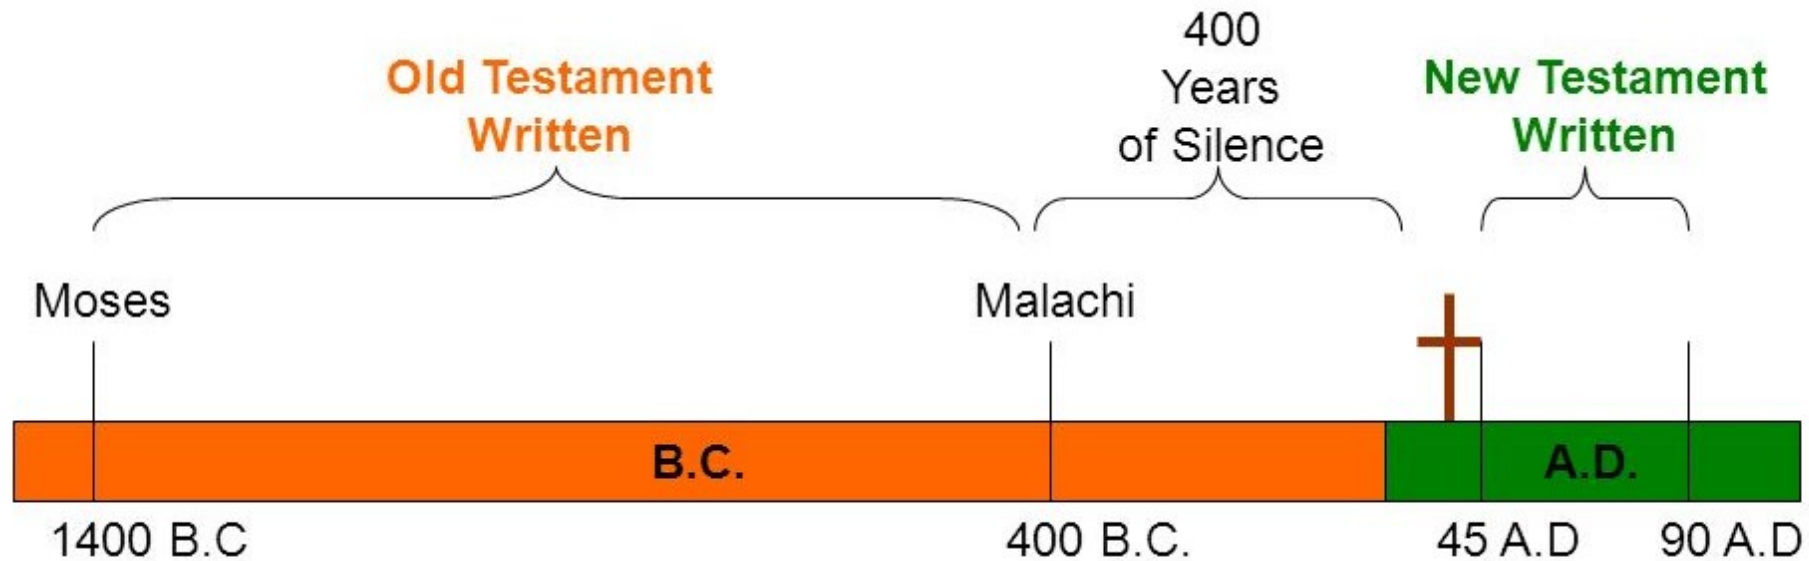 400
Years
of Silence
Old Testament
Written
New Testament
Written
Moses
Malachi
B.C.
A.D.
1400 B.C
400 B.C.
45 A.D
90 A.D